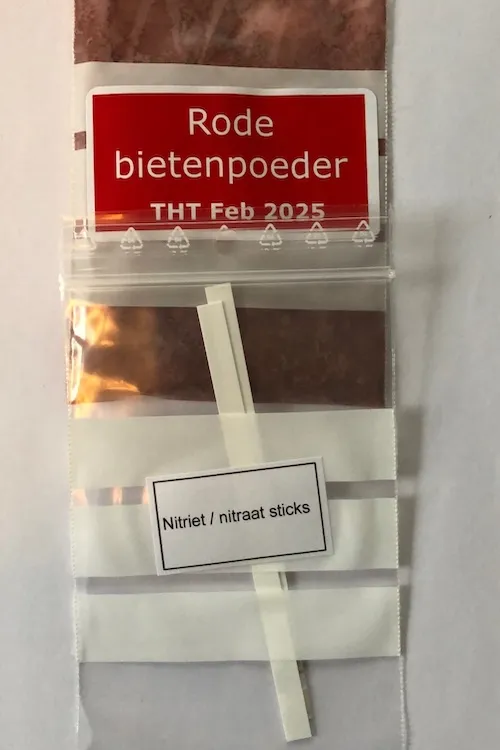 Rode
bietenpoeder
THT Feb 2025
Nitriet / nitraat sticks